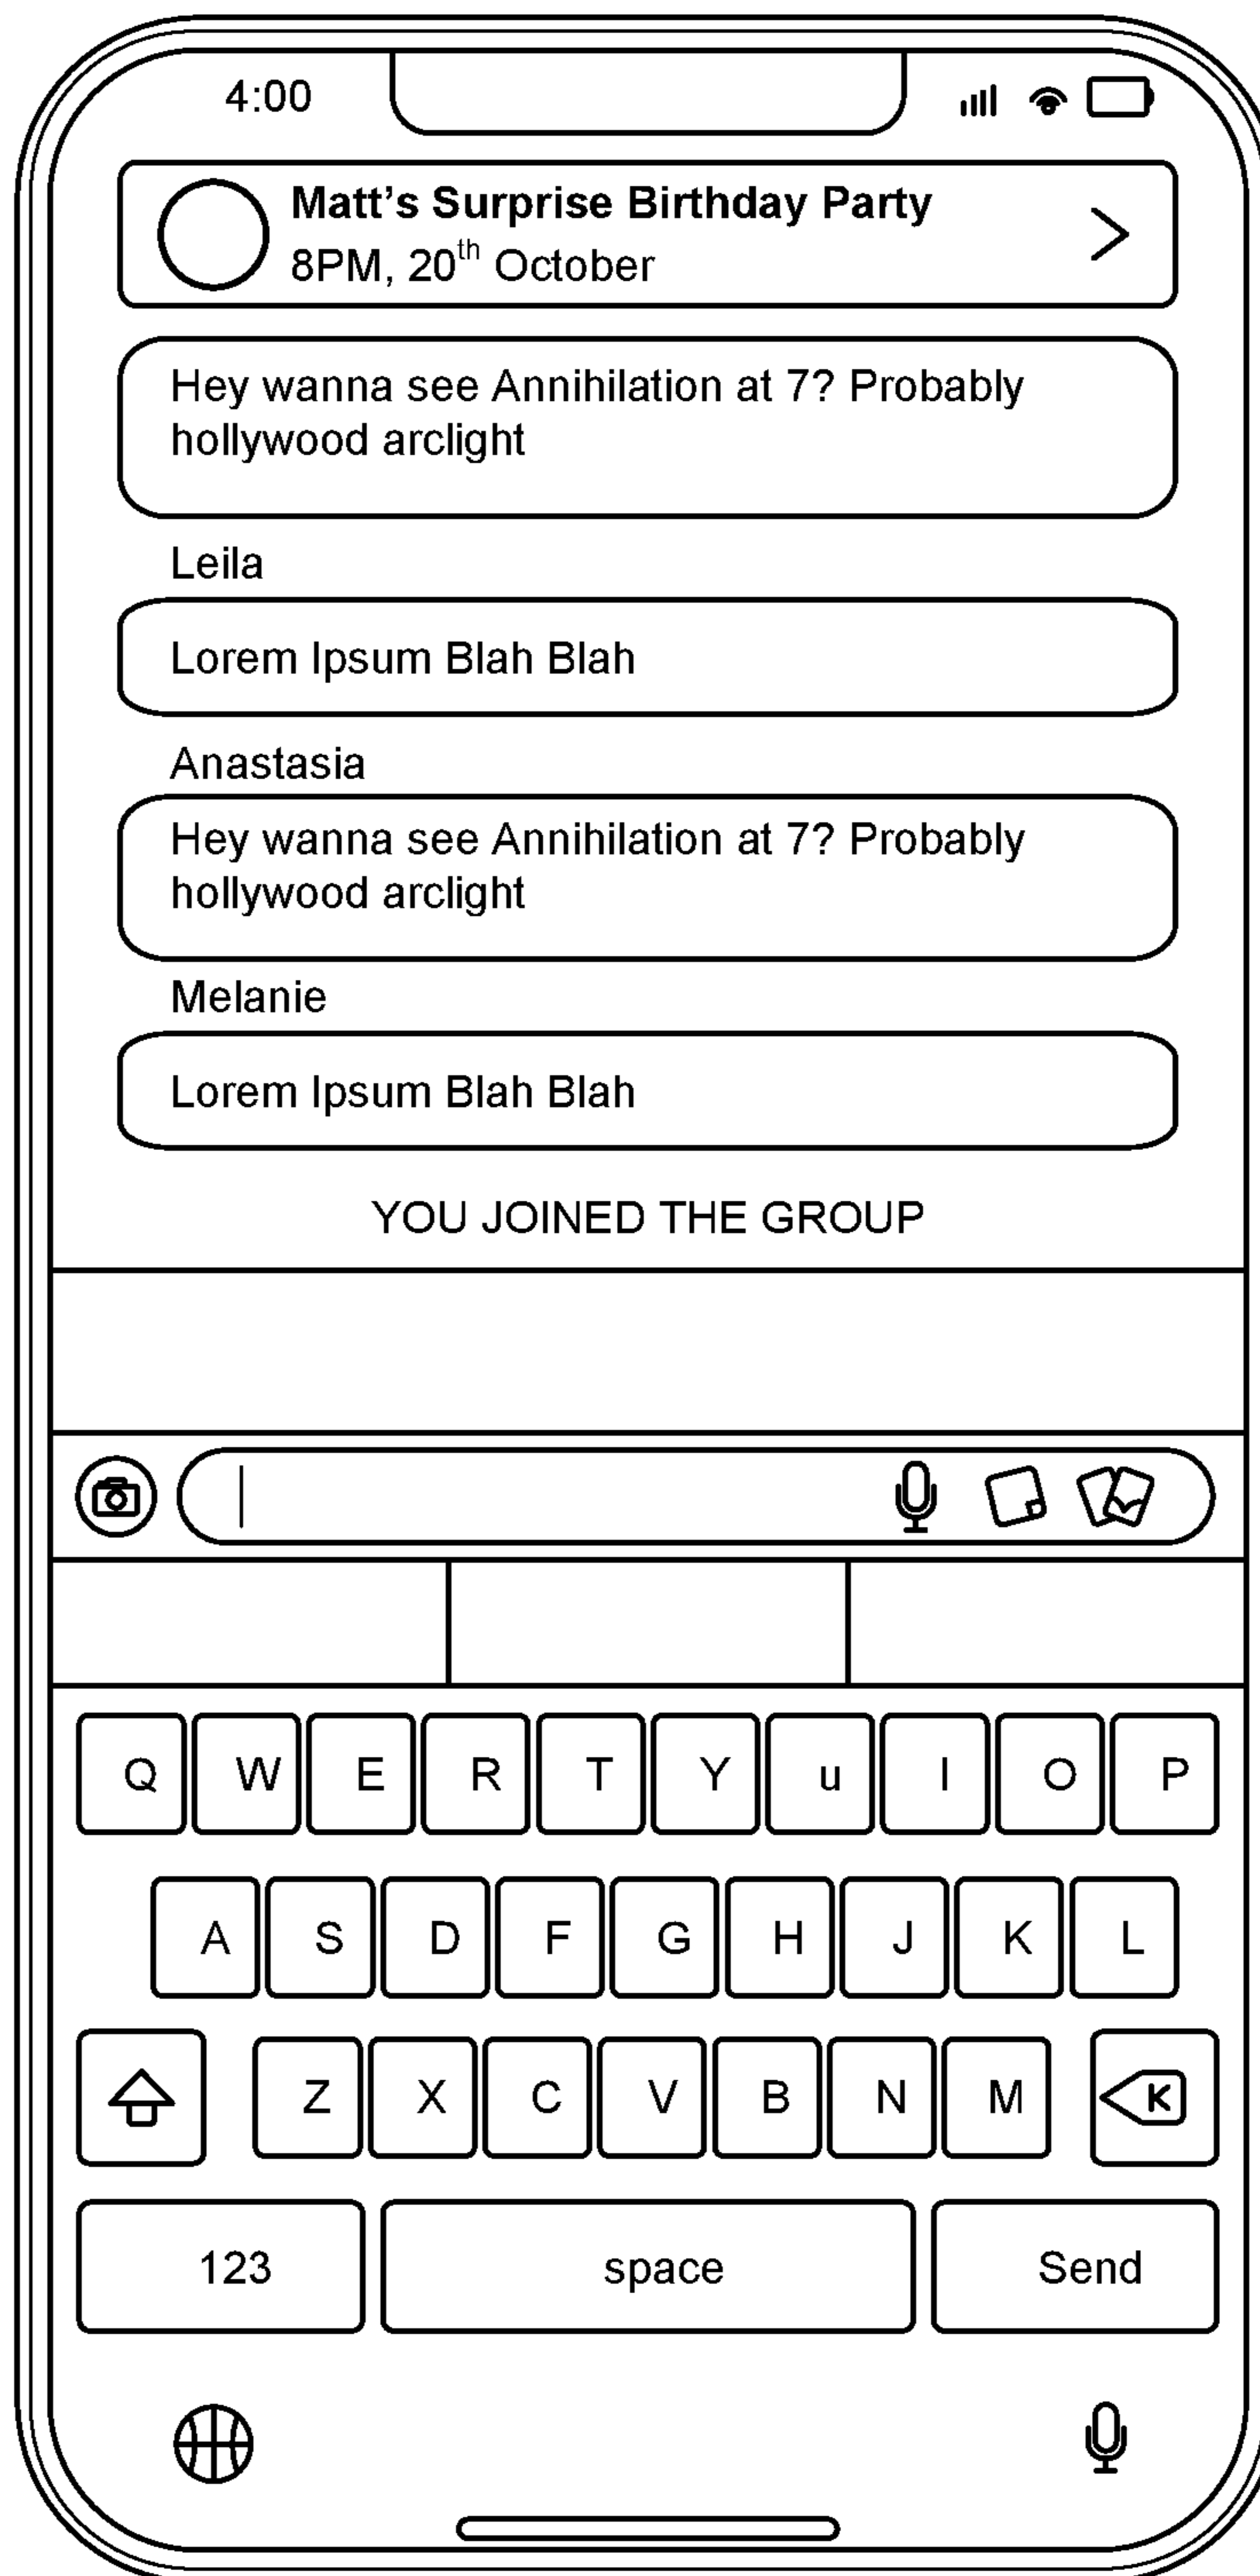 4:00
Matt’s Surprise Birthday Party
8PM, 20th October
Hey wanna see Annihilation at 7? Probably
hollywood arclight
Leila
Lorem Ipsum Blah Blah
Anastasia
Hey wanna see Annihilation at 7? Probably
hollywood arclight
Melanie
Lorem Ipsum Blah Blah
YOU JOINED THE GROUP
Q W E R T Y u I O P
A S D F G H J K L
Z X C V B N M K
123 space Send